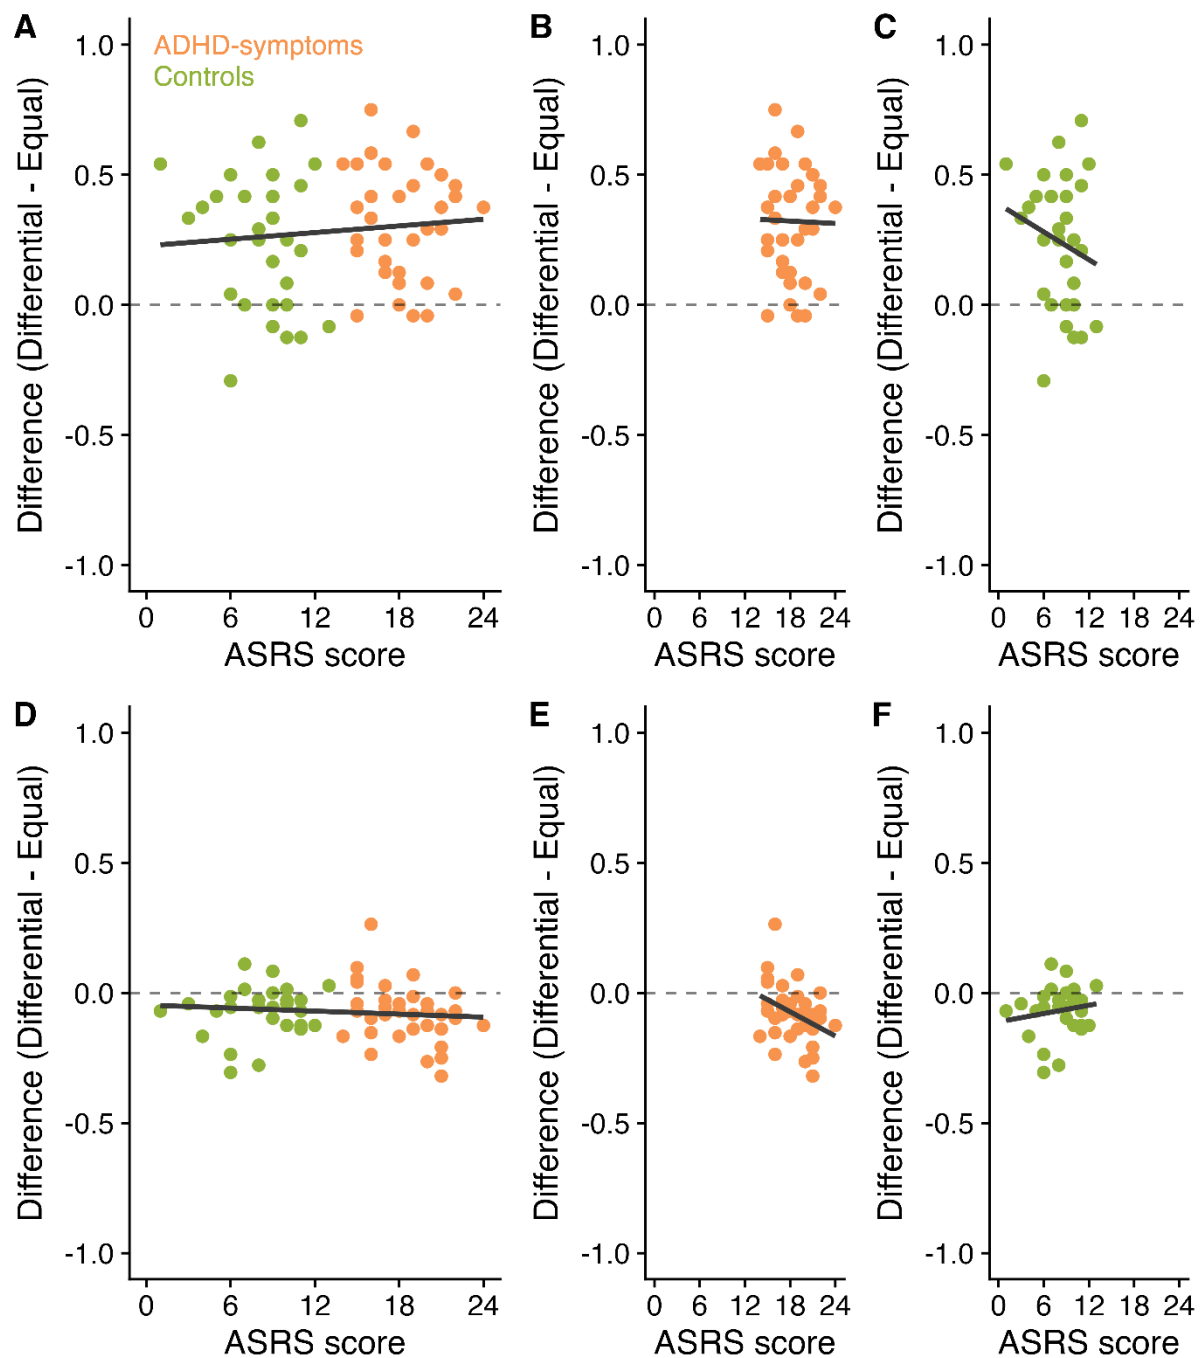 A
ADHD-symptoms
Controls
Difference (Differential - Equal)
1.0
0.5
0.0
-0.5
-1.0
0 6 12 18 24
ASRS score
B
Difference (Differential - Equal)
1.0
0.5
0.0
-0.5
-1.0
0 6 12 18 24
ASRS score
C
Difference (Differential - Equal)
1.0
0.5
0.0
-0.5
-1.0
0 6 12 18 24
ASRS score
D
Difference (Differential - Equal)
1.0
0.5
0.0
-0.5
-1.0
0 6 12 18 24
ASRS score
E
Difference (Differential - Equal)
1.0
0.5
0.0
-0.5
-1.0
0 6 12 18 24
ASRS score
F
Difference (Differential - Equal)
1.0
0.5
0.0
-0.5
-1.0
0 6 12 18 24
ASRS score